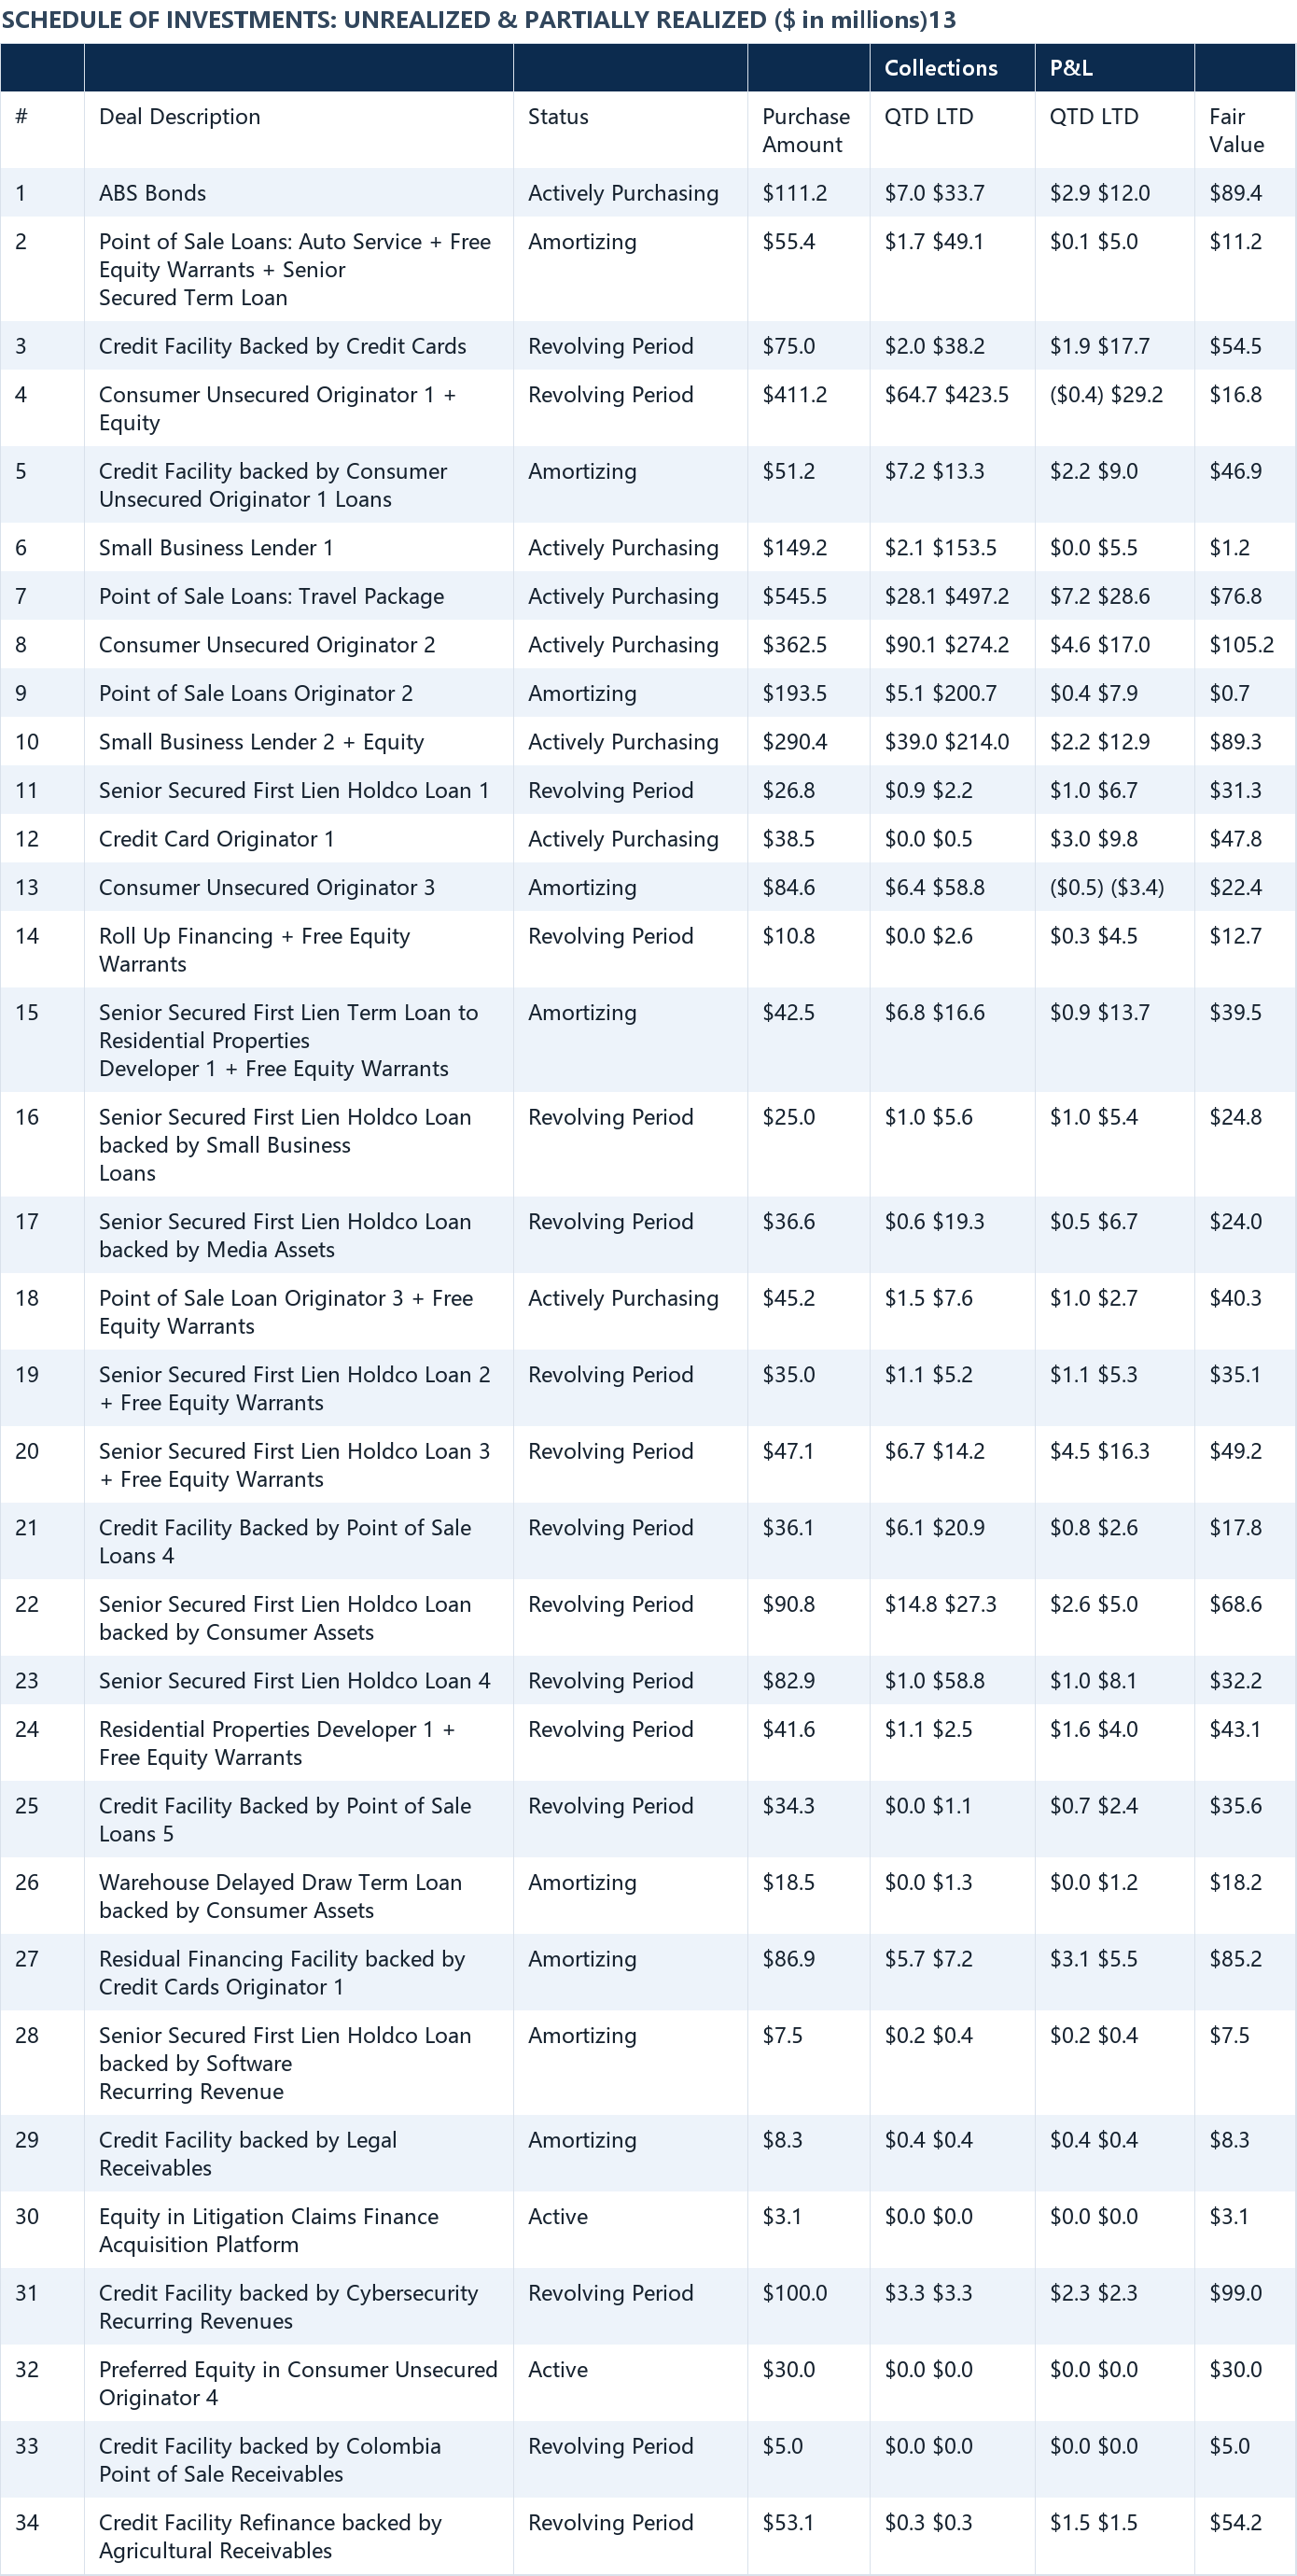 SCHEDULE OF INVESTMENTS: UNREALIZED & PARTIALLY REALIZED ($ in millions)13
Collections P&L
# Deal Description Status Purchase Amount QTD LTD QTD LTD Fair Value
1 ABS Bonds Actively Purchasing $111.2 $7.0 $33.7 $2.9 $12.0 $89.4
2 Point of Sale Loans: Auto Service + Free Amortizing $55.4 $1.7 $49.1 $0.1 $5.0 $11.2
Equity Warrants + Senior
Secured Term Loan
3 Credit Facility Backed by Credit Cards Revolving Period $75.0 $2.0 $38.2 $1.9 $17.7 $54.5
4 Consumer Unsecured Originator 1 + Revolving Period $411.2 $64.7 $423.5 ($0.4) $29.2 $16.8
Equity
5 Credit Facility backed by Consumer Amortizing $51.2 $7.2 $13.3 $2.2 $9.0 $46.9
Unsecured Originator 1 Loans
6 Small Business Lender 1 Actively Purchasing $149.2 $2.1 $153.5 $0.0 $5.5 $1.2
7 Point of Sale Loans: Travel Package Actively Purchasing $545.5 $28.1 $497.2 $7.2 $28.6 $76.8
8 Consumer Unsecured Originator 2 Actively Purchasing $362.5 $90.1 $274.2 $4.6 $17.0 $105.2
9 Point of Sale Loans Originator 2 Amortizing $193.5 $5.1 $200.7 $0.4 $7.9 $0.7
10 Small Business Lender 2 + Equity Actively Purchasing $290.4 $39.0 $214.0 $2.2 $12.9 $89.3
11 Senior Secured First Lien Holdco Loan 1 Revolving Period $26.8 $0.9 $2.2 $1.0 $6.7 $31.3
12 Credit Card Originator 1 Actively Purchasing $38.5 $0.0 $0.5 $3.0 $9.8 $47.8
13 Consumer Unsecured Originator 3 Amortizing $84.6 $6.4 $58.8 ($0.5) ($3.4) $22.4
14 Roll Up Financing + Free Equity Revolving Period $10.8 $0.0 $2.6 $0.3 $4.5 $12.7
Warrants
15 Senior Secured First Lien Term Loan to Amortizing $42.5 $6.8 $16.6 $0.9 $13.7 $39.5
Residential Properties
Developer 1 + Free Equity Warrants
16 Senior Secured First Lien Holdco Loan Revolving Period $25.0 $1.0 $5.6 $1.0 $5.4 $24.8
backed by Small Business
Loans
17 Senior Secured First Lien Holdco Loan Revolving Period $36.6 $0.6 $19.3 $0.5 $6.7 $24.0
backed by Media Assets
18 Point of Sale Loan Originator 3 + Free Actively Purchasing $45.2 $1.5 $7.6 $1.0 $2.7 $40.3
Equity Warrants
19 Senior Secured First Lien Holdco Loan 2 Revolving Period $35.0 $1.1 $5.2 $1.1 $5.3 $35.1
+ Free Equity Warrants
20 Senior Secured First Lien Holdco Loan 3 Revolving Period $47.1 $6.7 $14.2 $4.5 $16.3 $49.2
+ Free Equity Warrants
21 Credit Facility Backed by Point of Sale Revolving Period $36.1 $6.1 $20.9 $0.8 $2.6 $17.8
Loans 4
22 Senior Secured First Lien Holdco Loan Revolving Period $90.8 $14.8 $27.3 $2.6 $5.0 $68.6
backed by Consumer Assets
23 Senior Secured First Lien Holdco Loan 4 Revolving Period $82.9 $1.0 $58.8 $1.0 $8.1 $32.2
24 Residential Properties Developer 1 + Revolving Period $41.6 $1.1 $2.5 $1.6 $4.0 $43.1
Free Equity Warrants
25 Credit Facility Backed by Point of Sale Revolving Period $34.3 $0.0 $1.1 $0.7 $2.4 $35.6
Loans 5
26 Warehouse Delayed Draw Term Loan Amortizing $18.5 $0.0 $1.3 $0.0 $1.2 $18.2
backed by Consumer Assets
27 Residual Financing Facility backed by Amortizing $86.9 $5.7 $7.2 $3.1 $5.5 $85.2
Credit Cards Originator 1
28 Senior Secured First Lien Holdco Loan Amortizing $7.5 $0.2 $0.4 $0.2 $0.4 $7.5
backed by Software
Recurring Revenue
29 Credit Facility backed by Legal Amortizing $8.3 $0.4 $0.4 $0.4 $0.4 $8.3
Receivables
30 Equity in Litigation Claims Finance Active $3.1 $0.0 $0.0 $0.0 $0.0 $3.1
Acquisition Platform
31 Credit Facility backed by Cybersecurity Revolving Period $100.0 $3.3 $3.3 $2.3 $2.3 $99.0
Recurring Revenues
32 Preferred Equity in Consumer Unsecured Active $30.0 $0.0 $0.0 $0.0 $0.0 $30.0
Originator 4
33 Credit Facility backed by Colombia Revolving Period $5.0 $0.0 $0.0 $0.0 $0.0 $5.0
Point of Sale Receivables
34 Credit Facility Refinance backed by Revolving Period $53.1 $0.3 $0.3 $1.5 $1.5 $54.2
Agricultural Receivables